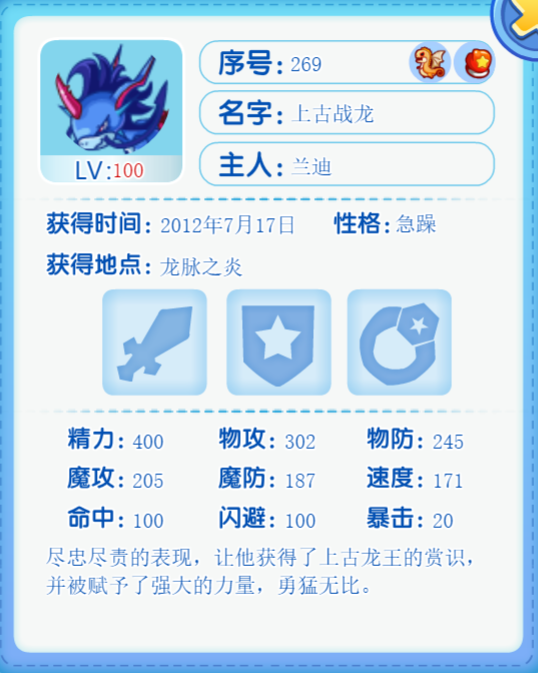 序号: 269
名字: 上古战龙
LV:100
主人: 兰迪
获得时间: 2012年7月17日 性格: 急躁
获得地点: 龙脉之炎
精力: 400 物攻: 302 物防: 245
魔攻: 205 魔防: 187 速度: 171
命中: 100 闪避: 100 暴击: 20
尽忠尽责的表现，让他获得了上古龙王的赏识，
并被赋予了强大的力量，勇猛无比。